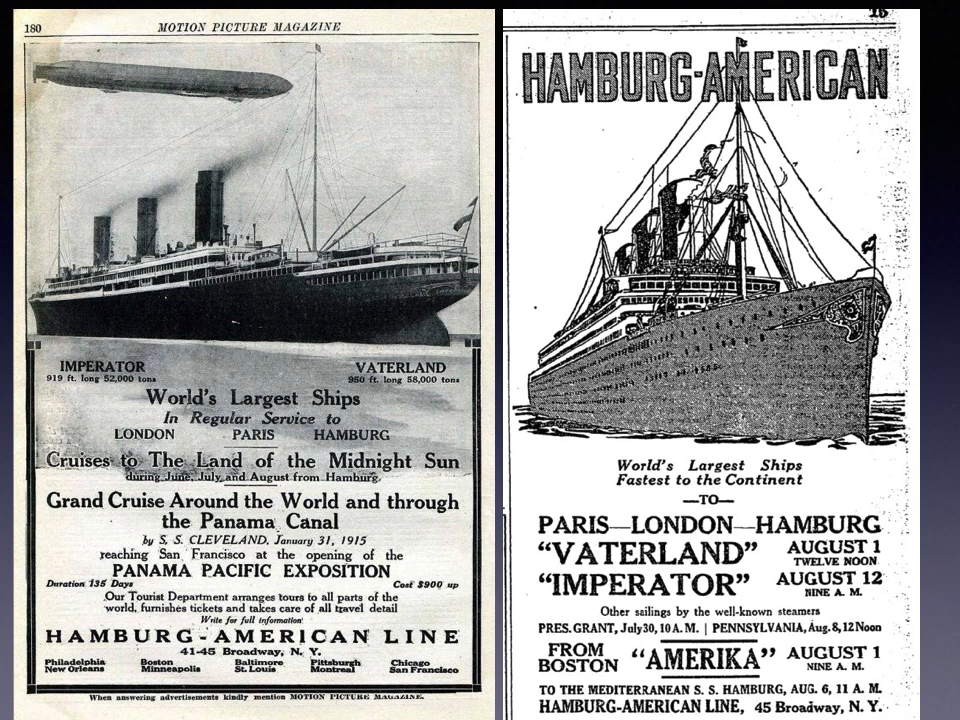 180
MOTION PICTURE MAGAZINE
IMPERATOR
919 ft. long 52,000 tons
VATERLAND
950 ft. long 58,000 tons
World's Largest Ships
In Regular Service to
LONDON PARIS HAMBURG
Cruises to The Land of the Midnight Sun
during June, July and August from Hamburg.
Grand Cruise Around the World and through
the Panama Canal
by S. S. CLEVELAND, January 31, 1915
reaching San Francisco at the opening of the
PANAMA PACIFIC EXPOSITION
Duration 135 Days Cost $900 up
Our Tourist Department arranges tours to all parts of the
world, furnishes tickets and takes care of all travel detail
Write for full information
HAMBURG-AMERICAN LINE
41-45 Broadway, N. Y.
Philadelphia Boston Baltimore Pittsburgh Chicago
New Orleans Minneapolis St. Louis Montreal San Francisco
When answering advertisements kindly mention MOTION PICTURE MAGAZINE.
HAMBURG-AMERICAN
World's Largest Ships
Fastest to the Continent
—TO—
PARIS—LONDON—HAMBURG
"VATERLAND" AUGUST 1
TWELVE NOON
"IMPERATOR" AUGUST 12
NINE A. M.
Other sailings by the well-known steamers
PRES. GRANT, July 30, 10 A. M. | PENNSYLVANIA, Aug. 8, 12 Noon
FROM
BOSTON "AMERIKA" AUGUST 1
NINE A. M.
TO THE MEDITERRANEAN S. S. HAMBURG, AUG. 6, 11 A. M.
HAMBURG-AMERICAN LINE, 45 Broadway, N. Y.